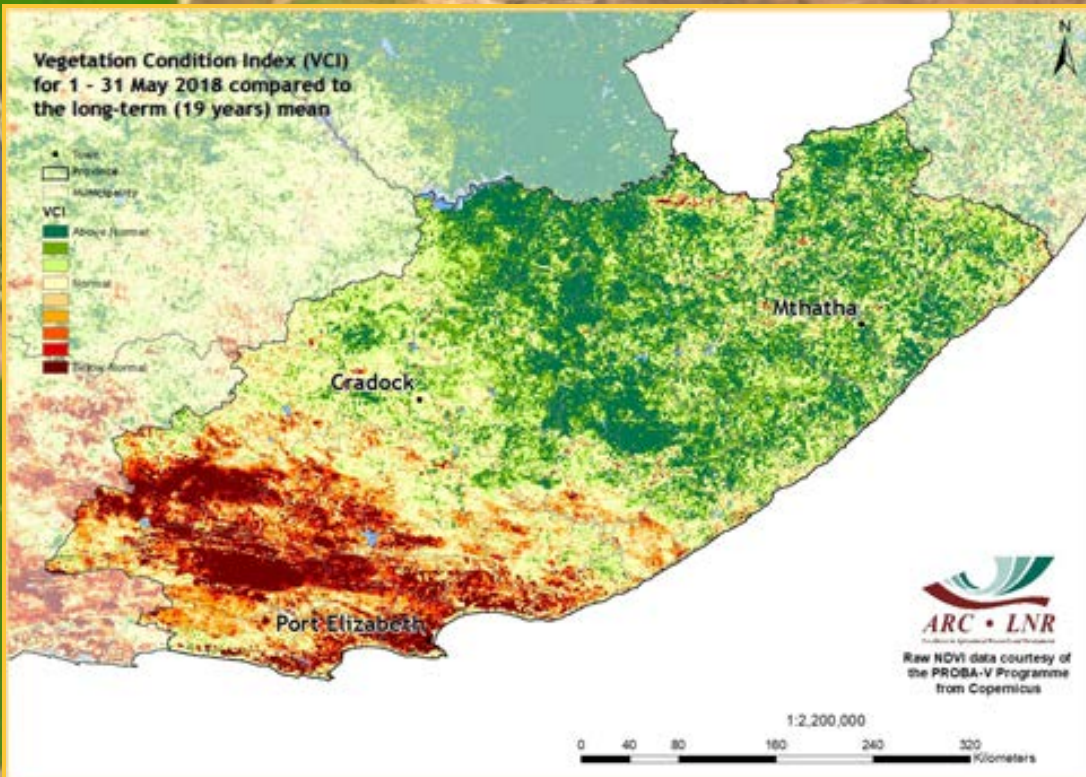 Vegetation Condition Index (VCI)
for 1 - 31 May 2018 compared to
the long-term (19 years) mean
N
Town
Province
Municipality
VCI
Above Normal
Normal
Below Normal
Mthatha
Cradock
Port Elizabeth
ARC • LNR
Raw NDVI data courtesy of
the PROBA-V Programme
from Copernicus
1:2,200,000
0 40 80 160 240 320
Kilometers